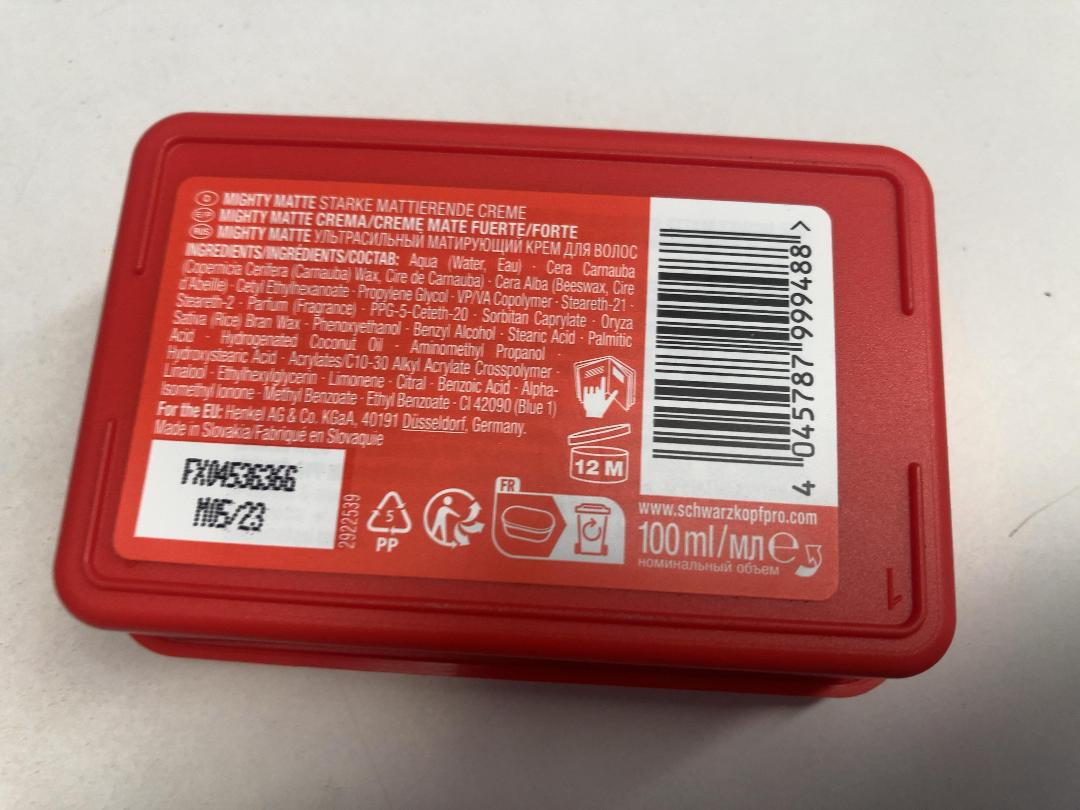 D MIGHTY MATTE STARKE MATTIERENDE CREME
E/P MIGHTY MATTE CREMA/CREME MATE FUERTE/FORTE
RUS MIGHTY MATTE УЛЬТРАСИЛЬНЫЙ МАТИРУЮЩИЙ КРЕМ ДЛЯ ВОЛОС
INGREDIENTS/INGRÉDIENTS/СОСТАВ: Aqua (Water, Eau) · Cera Carnauba
(Copernicia Cerifera (Carnauba) Wax, Cire de Carnauba) · Cera Alba (Beeswax, Cire
d'Abeille) · Cetyl Ethylhexanoate · Propylene Glycol · VP/VA Copolymer · Steareth-21 ·
Steareth-2 · Parfum (Fragrance) · PPG-5-Ceteth-20 · Sorbitan Caprylate · Oryza
Sativa (Rice) Bran Wax · Phenoxyethanol · Benzyl Alcohol · Stearic Acid · Palmitic
Acid · Hydrogenated Coconut Oil · Aminomethyl Propanol ·
Hydroxystearic Acid · Acrylates/C10-30 Alkyl Acrylate Crosspolymer ·
Linalool · Ethylhexylglycerin · Limonene · Citral · Benzoic Acid · Alpha-
Isomethyl Ionone · Methyl Benzoate · Ethyl Benzoate · CI 42090 (Blue 1)
For the EU: Henkel AG & Co. KGaA, 40191 Düsseldorf, Germany.
Made in Slovakia/Fabriqué en Slovaquie
FX04536366
M05/23
2922539
5
PP
FR
12 M
4 045787 999488 >
www.schwarzkopfpro.com
100 ml/мл e
номинальный объем
1